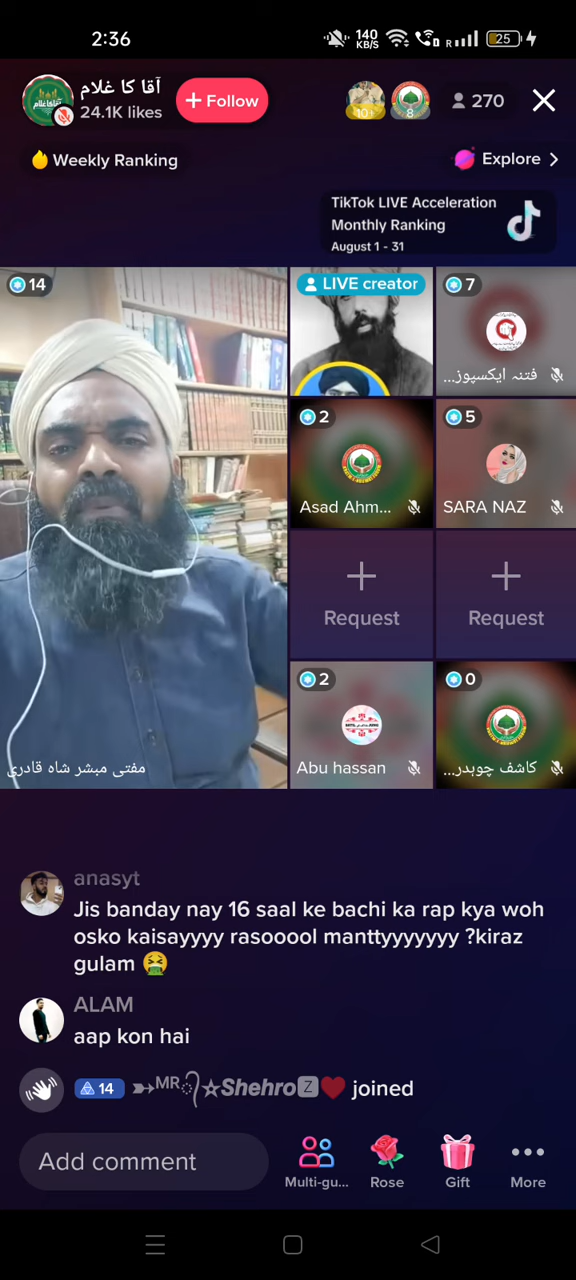 2:36
140
KB/S
R
25
آقا کا غلام
24.1K likes
+ Follow
10+
8
270
Weekly Ranking
Explore >
TikTok LIVE Acceleration
Monthly Ranking
August 1 - 31
14
LIVE creator
7
فتنہ ایکسپوز...
2
Asad Ahm...
5
SARA NAZ
Request
Request
مفتی مبشر شاہ قادری
2
Abu hassan
0
کاشف چوہدر...
anasyt
Jis banday nay 16 saal ke bachi ka rap kya woh
osko kaisayyyy rasooool manttyyyyyyy ?kiraz
gulam 🤮
ALAM
aap kon hai
14 ➳ᴹᴿ ☆Shehro🆉❤️ joined
Add comment
Multi-gu...
Rose
Gift
More